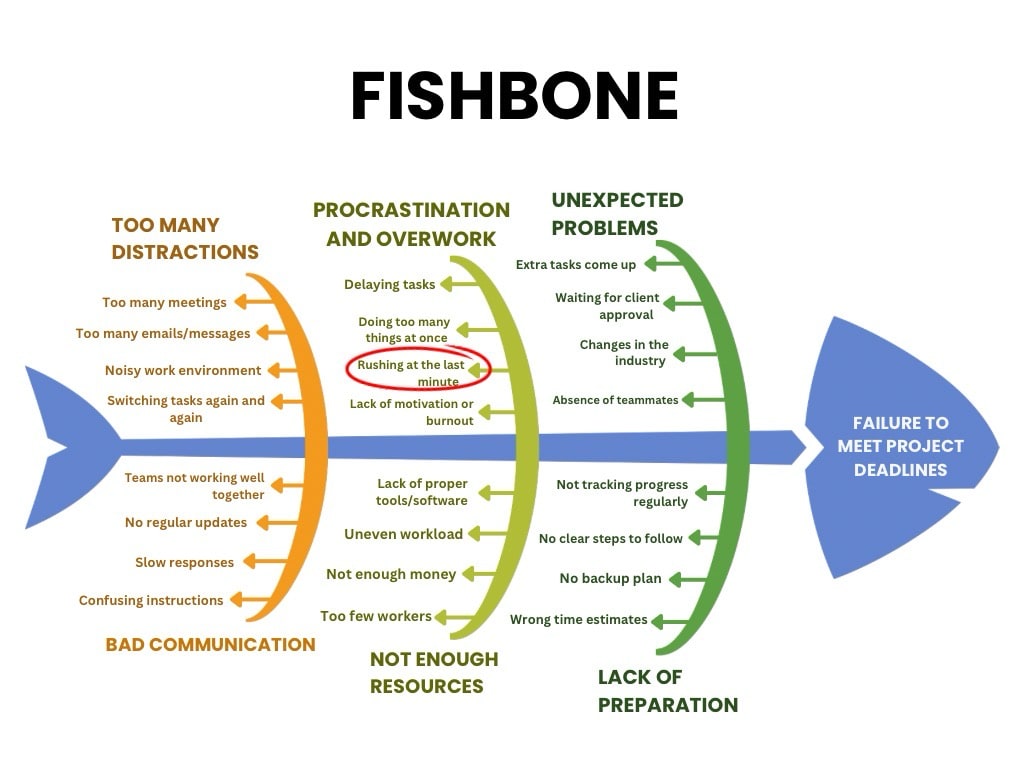 FISHBONE
TOO MANY
DISTRACTIONS
Too many meetings
Too many emails/messages
Noisy work environment
Switching tasks again and
again
PROCRASTINATION
AND OVERWORK
Delaying tasks
Doing too many
things at once
Rushing at the last
minute
Lack of motivation or
burnout
UNEXPECTED
PROBLEMS
Extra tasks come up
Waiting for client
approval
Changes in the
industry
Absence of teammates
FAILURE TO
MEET PROJECT
DEADLINES
Teams not working well
together
No regular updates
Slow responses
Confusing instructions
BAD COMMUNICATION
Lack of proper
tools/software
Uneven workload
Not enough money
Too few workers
NOT ENOUGH
RESOURCES
Not tracking progress
regularly
No clear steps to follow
No backup plan
Wrong time estimates
LACK OF
PREPARATION